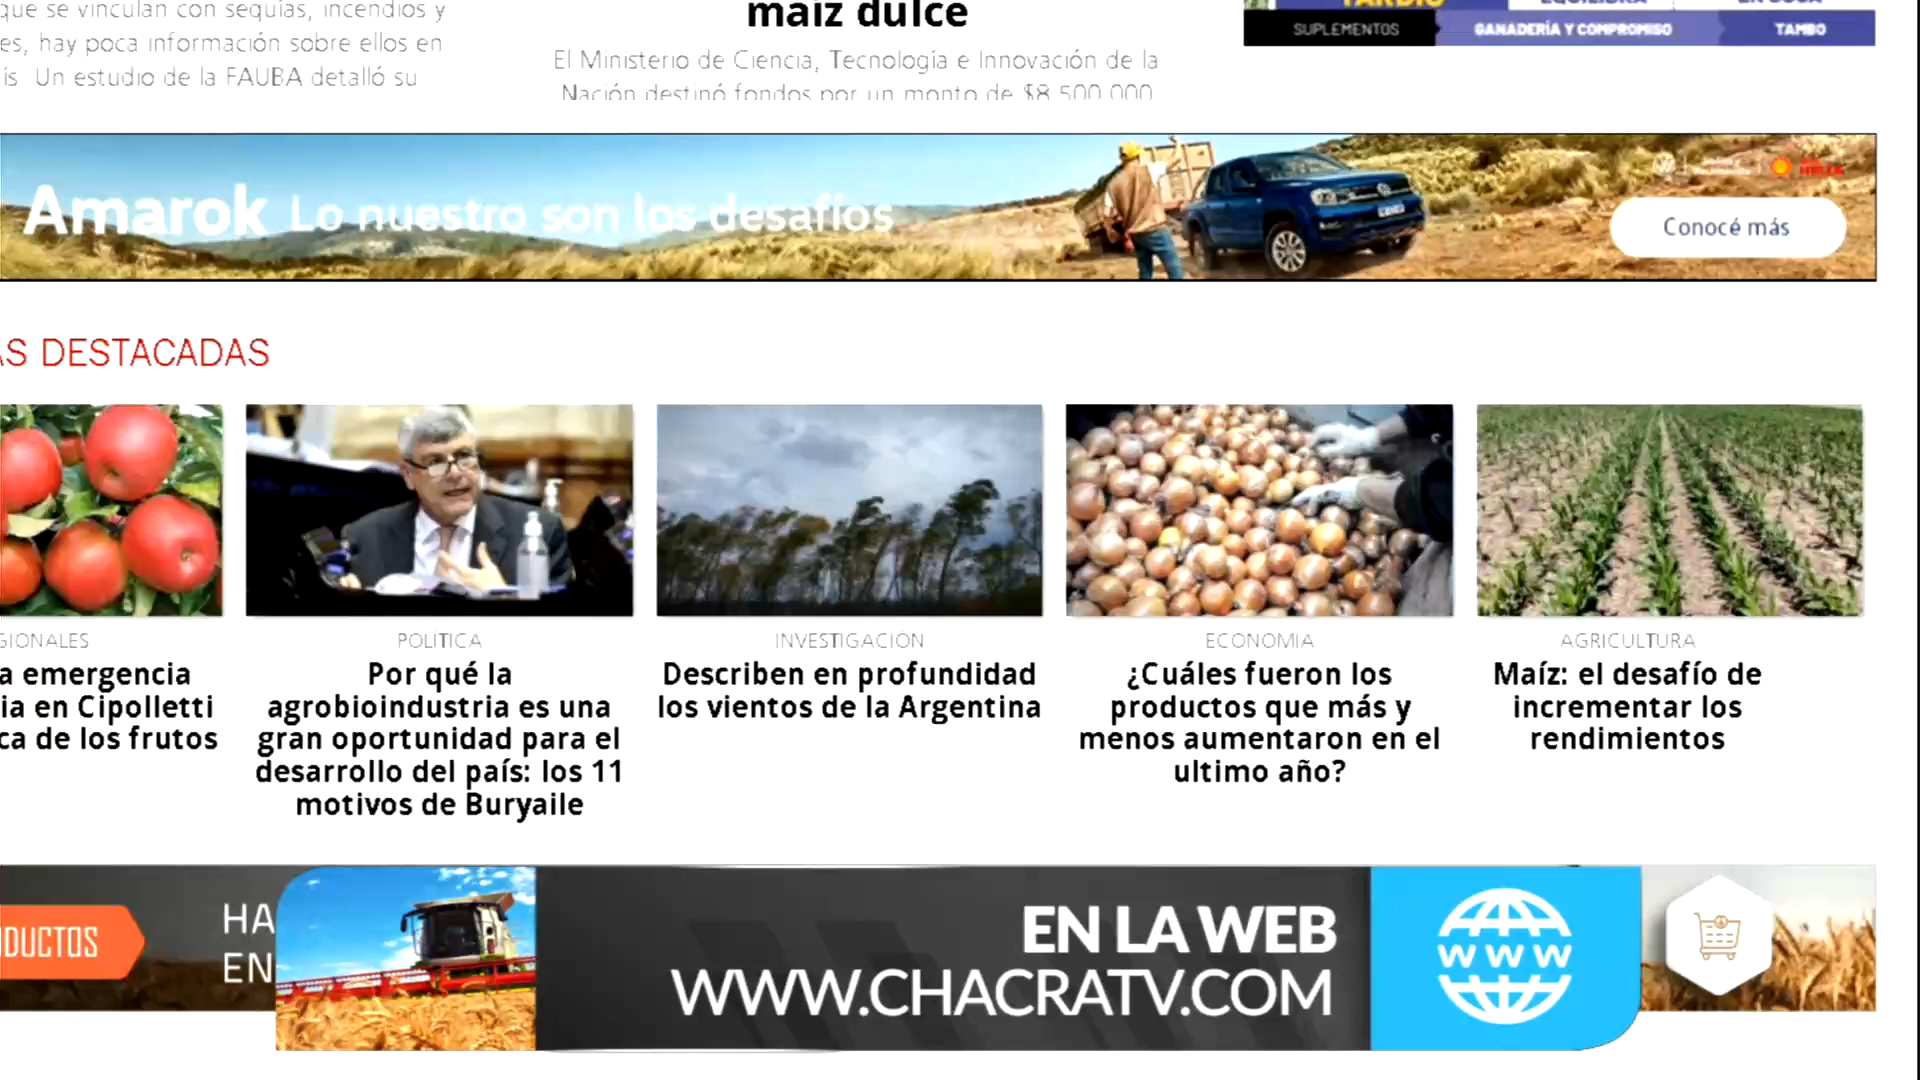 que se vinculan con sequías, incendios y
es, hay poca información sobre ellos en
ís Un estudio de la FAUBA detalló su
maíz dulce
El Ministerio de Ciencia, Tecnología e Innovación de la
Nación destinó fondos por un monto de $8.500.000
TARDÍO
EQUILIBRA
SUPLEMENTOS
GANADERÍA Y COMPROMISO
TAMBO
Amarok Lo nuestro son los desafíos
Conocé más
AS DESTACADAS
GIONALES
a emergencia
ia en Cipolletti
ca de los frutos
POLITICA
Por qué la
agrobioindustria es una
gran oportunidad para el
desarrollo del país: los 11
motivos de Buryaile
INVESTIGACION
Describen en profundidad
los vientos de la Argentina
ECONOMIA
¿Cuáles fueron los
productos que más y
menos aumentaron en el
ultimo año?
AGRICULTURA
Maíz: el desafío de
incrementar los
rendimientos
DUCTOS
HA
EN
EN LA WEB
WWW.CHACRATV.COM
WWW